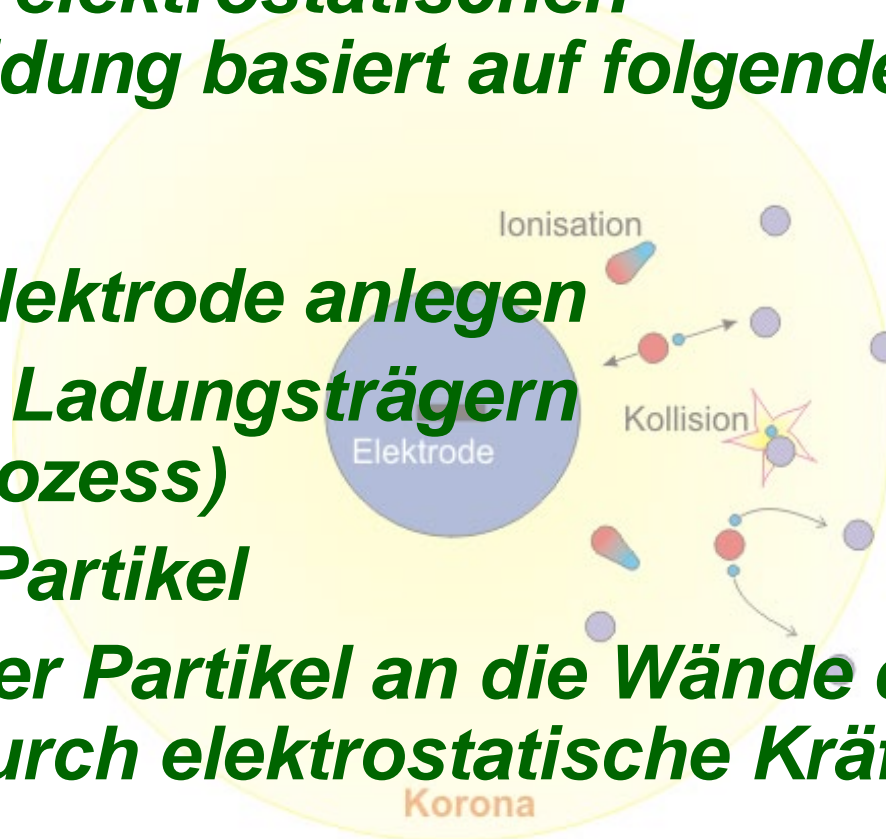 elektrostatischen
dung basiert auf folgende
Ionisation
lektrode anlegen
Ladungsträgern
Kollision
Elektrode
ozess)
Partikel
er Partikel an die Wände
urch elektrostatische Krä
Korona